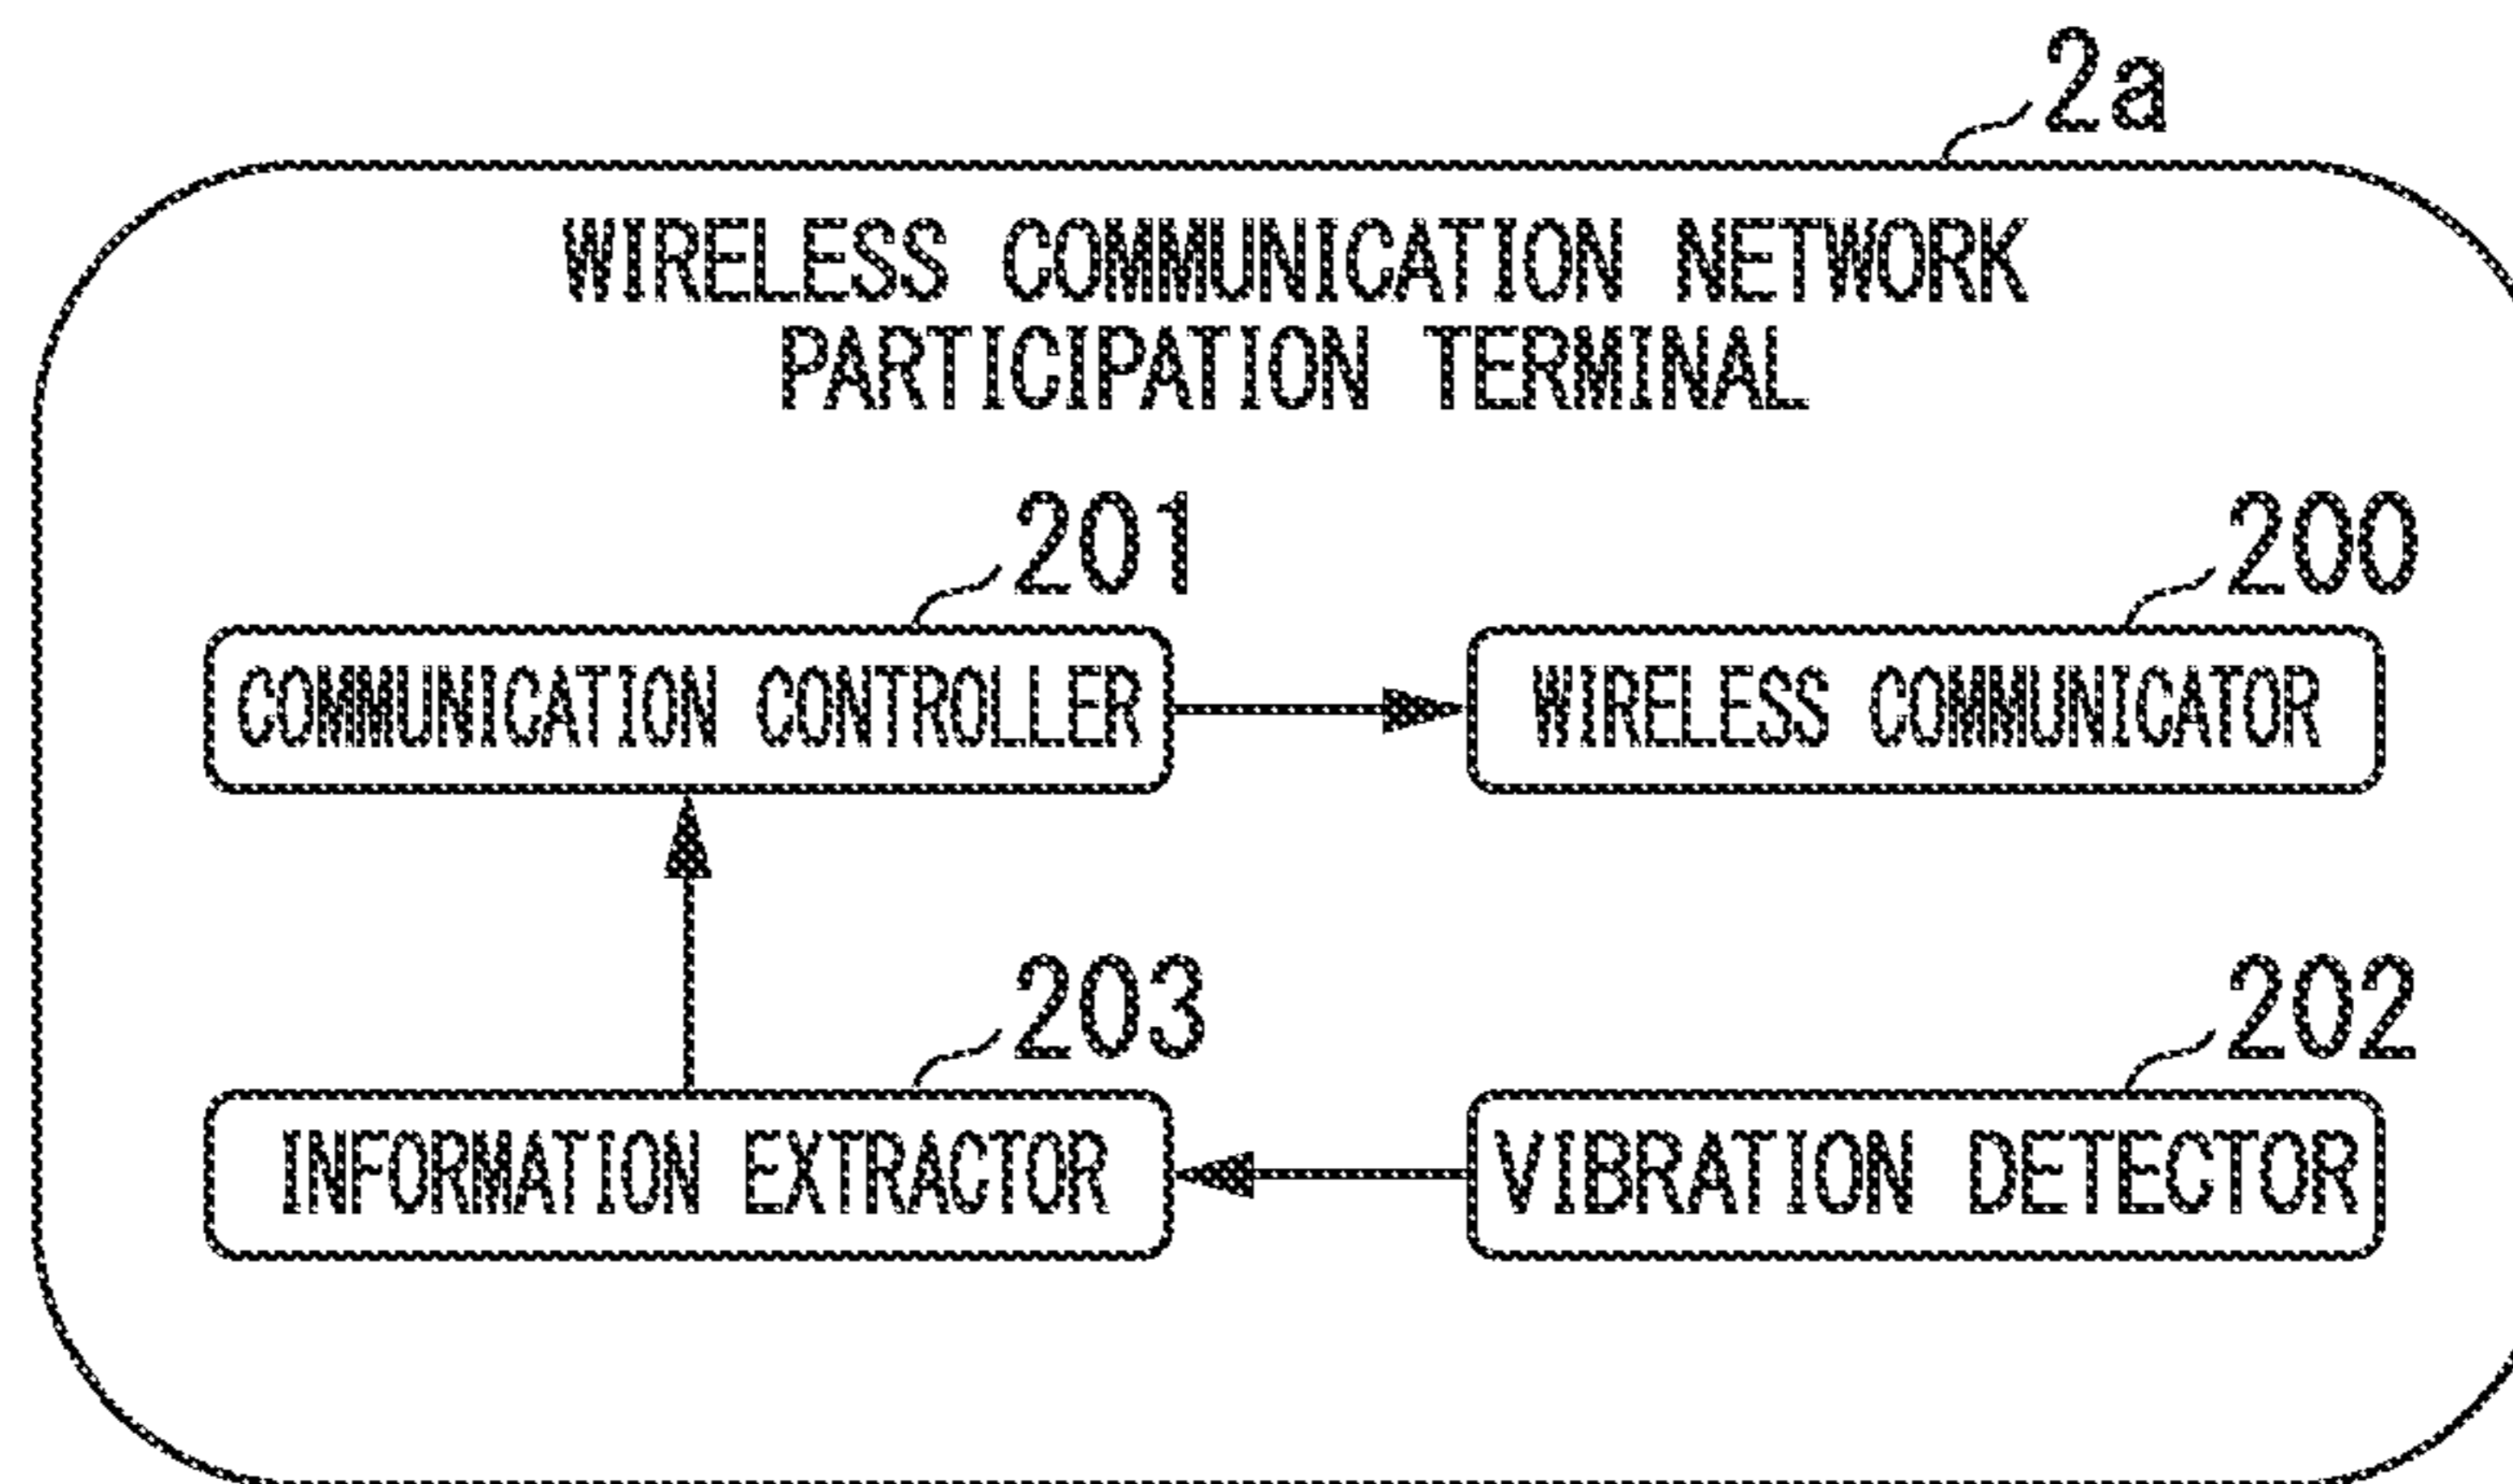 2a
WIRELESS COMMUNICATION NETWORK
PARTICIPATION TERMINAL
201
200
COMMUNICATION CONTROLLER
WIRELESS COMMUNICATOR
203
202
INFORMATION EXTRACTOR
VIBRATION DETECTOR